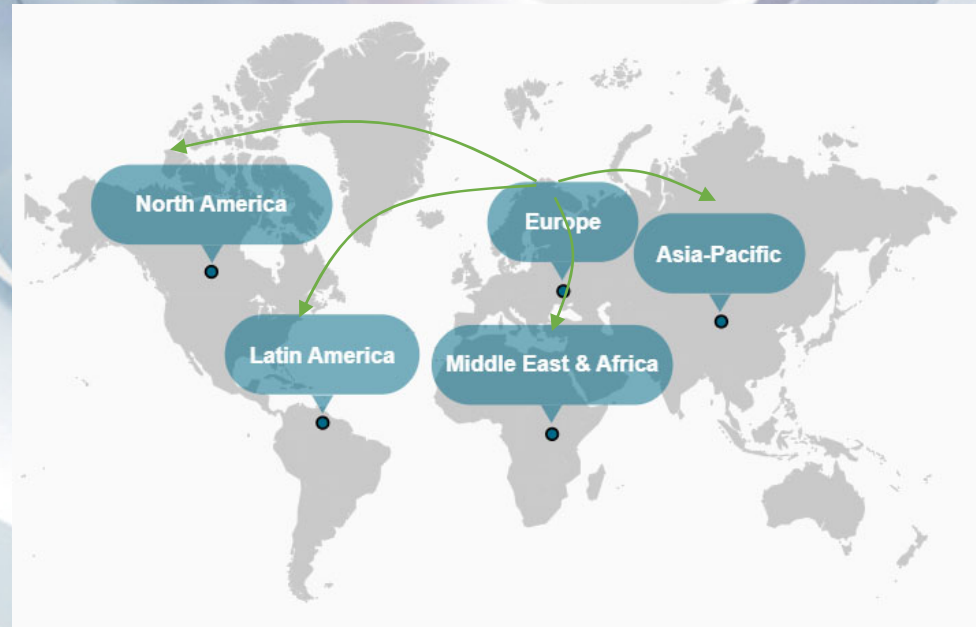 North America
Europe
Asia-Pacific
Latin America
Middle East & Africa